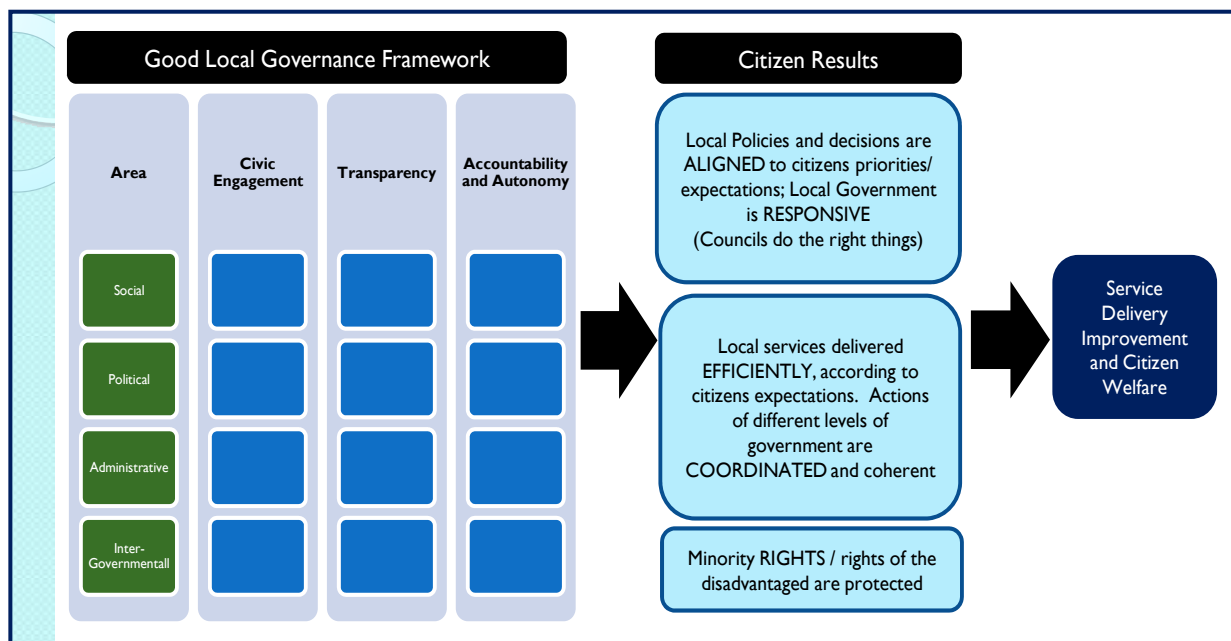 Good Local Governance Framework
Area
Civic
Engagement
Transparency
Accountability
and Autonomy
Social
Political
Administrative
Inter-
Governmentall
Citizen Results
Local Policies and decisions are
ALIGNED to citizens priorities/
expectations; Local Government
is RESPONSIVE
(Councils do the right things)
Local services delivered
EFFICIENTLY, according to
citizens expectations. Actions
of different levels of
government are
COORDINATED and coherent
Minority RIGHTS / rights of the
disadvantaged are protected
Service
Delivery
Improvement
and Citizen
Welfare